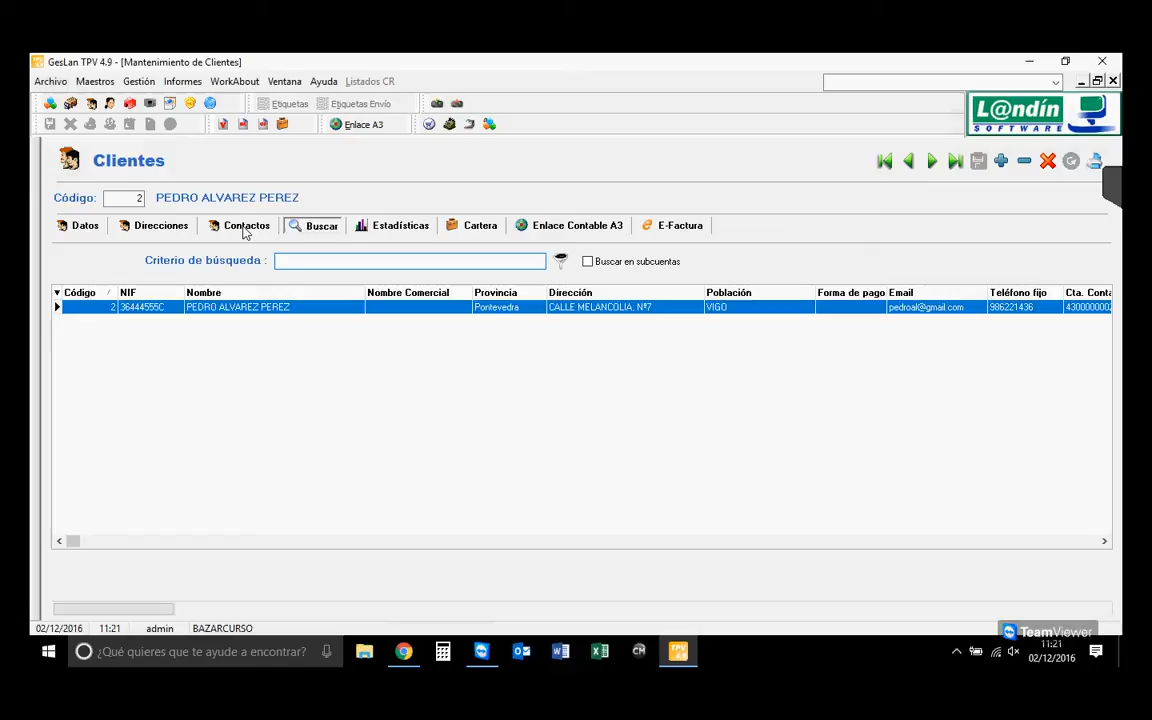 GesLan TPV 4.9 - [Mantenimiento de Clientes]
Archivo Maestros Gestión Informes WorkAbout Ventana Ayuda Listados CR
Etiquetas Etiquetas Envío
Enlace A3
L@ndín
SOFTWARE
Clientes
Código: 2 PEDRO ALVAREZ PEREZ
Datos Direcciones Contactos Buscar Estadísticas Cartera Enlace Contable A3 E-Factura
Criterio de búsqueda : Buscar en subcuentas
Código NIF Nombre Nombre Comercial Provincia Dirección Población Forma de pago Email Teléfono fijo Cta. Conta
2 36444555C PEDRO ALVAREZ PEREZ Pontevedra CALLE MELANCOLIA, Nº7 VIGO pedroal@gmail.com 986221436 4300000002
02/12/2016 11:21 admin BAZARCURSO
TeamViewer
¿Qué quieres que te ayude a encontrar?
TPV
4.9
11:21
02/12/2016